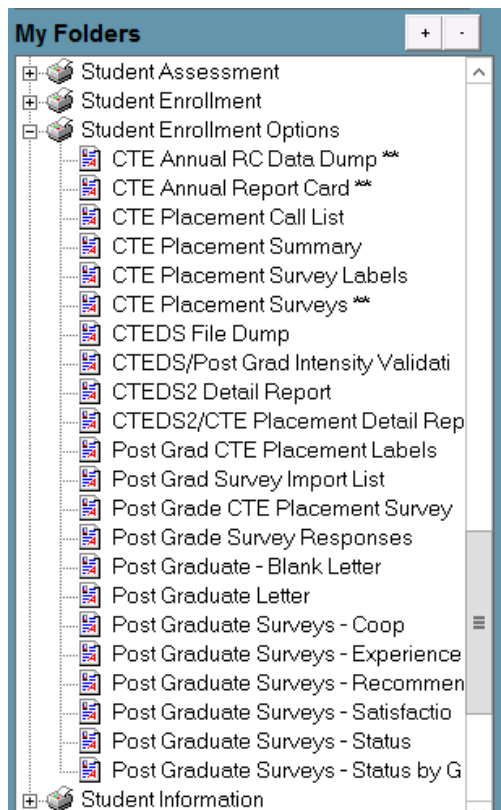 My Folders
+ -
Student Assessment
Student Enrollment
Student Enrollment Options
CTE Annual RC Data Dump **
CTE Annual Report Card **
CTE Placement Call List
CTE Placement Summary
CTE Placement Survey Labels
CTE Placement Surveys **
CTEDS File Dump
CTEDS/Post Grad Intensity Validati
CTEDS2 Detail Report
CTEDS2/CTE Placement Detail Rep
Post Grad CTE Placement Labels
Post Grad Survey Import List
Post Grade CTE Placement Survey
Post Grade Survey Responses
Post Graduate - Blank Letter
Post Graduate Letter
Post Graduate Surveys - Coop
Post Graduate Surveys - Experience
Post Graduate Surveys - Recommen
Post Graduate Surveys - Satisfactio
Post Graduate Surveys - Status
Post Graduate Surveys - Status by G
Student Information